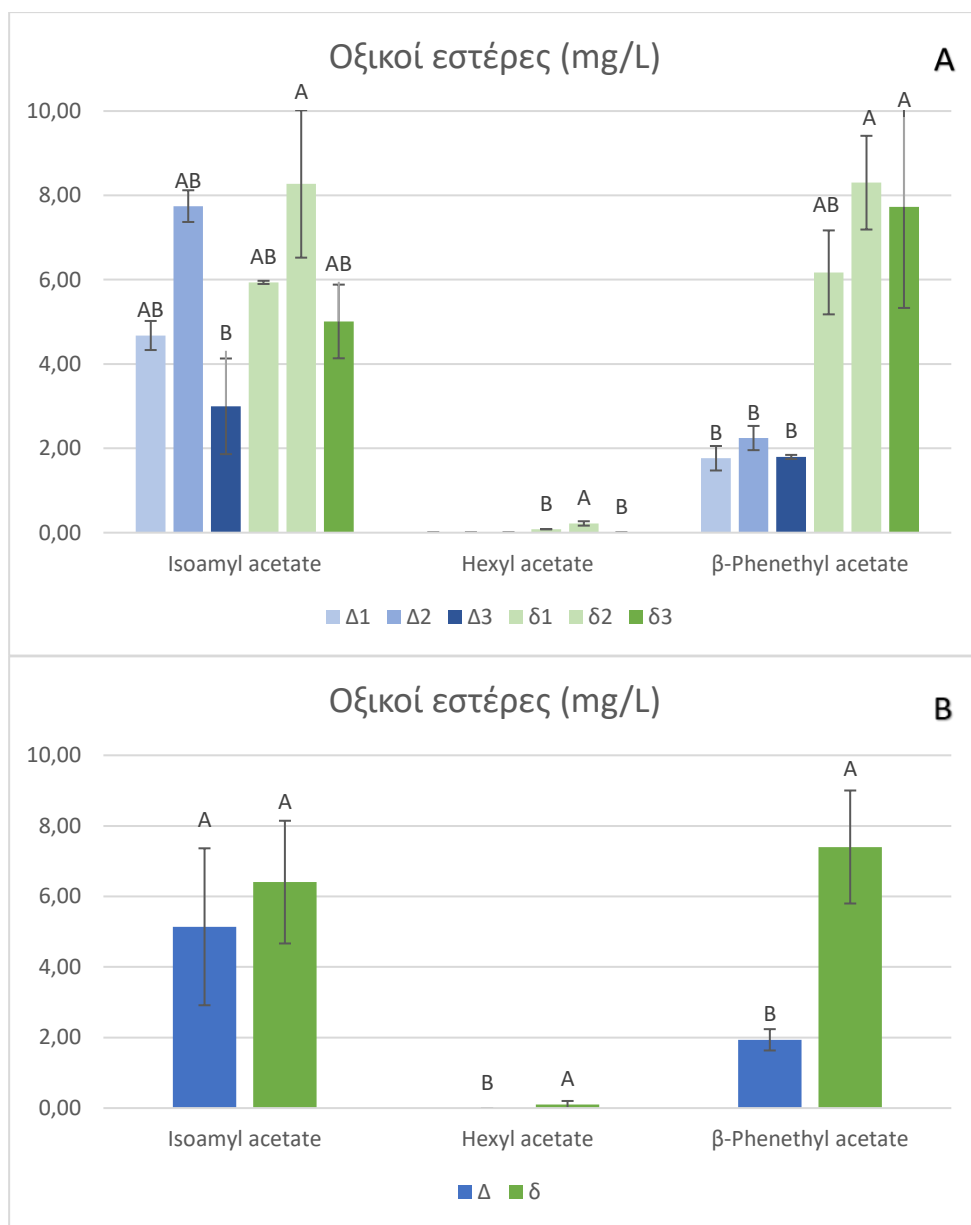 Οξικοί εστέρες (mg/L)
A
10,00
8,00
6,00
4,00
2,00
0,00
AB
AB
B
AB
A
AB
B
A
B
B
B
B
AB
A
A
Isoamyl acetate
Hexyl acetate
β-Phenethyl acetate
Δ1 Δ2 Δ3 δ1 δ2 δ3
Οξικοί εστέρες (mg/L)
B
10,00
8,00
6,00
4,00
2,00
0,00
A
A
B
A
B
A
Isoamyl acetate
Hexyl acetate
β-Phenethyl acetate
Δ δ